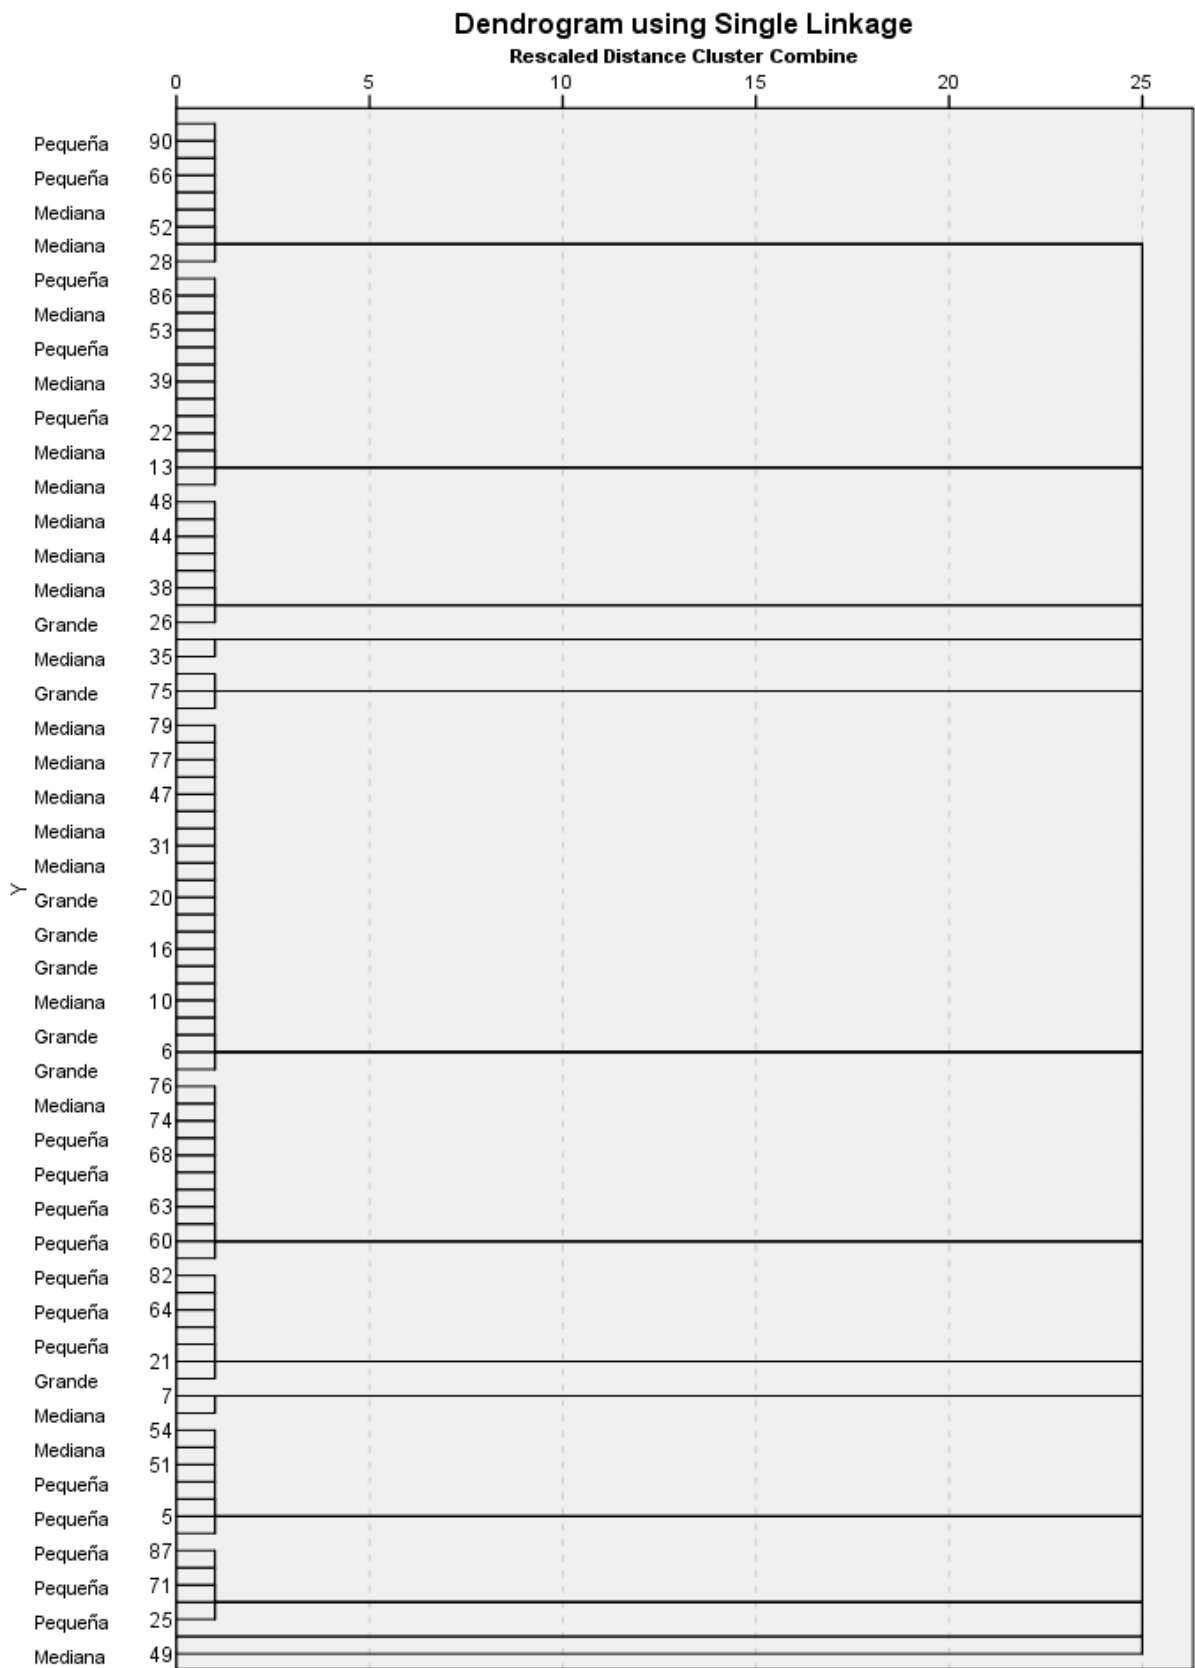 Dendrogram using Single Linkage
Rescaled Distance Cluster Combine
0 5 10 15 20 25
Pequeña 90
Pequeña 66
Mediana 52
Mediana 28
Pequeña 86
Mediana 53
Pequeña
Mediana 39
Pequeña 22
Mediana 13
Mediana 48
Mediana 44
Mediana
Mediana 38
Grande 26
Mediana 35
Grande 75
Mediana 79
Mediana 77
Mediana 47
Mediana 31
Mediana
Y
Grande 20
Grande 16
Grande
Mediana 10
Grande 6
Grande 76
Mediana 74
Pequeña 68
Pequeña
Pequeña 63
Pequeña 60
Pequeña 82
Pequeña 64
Pequeña 21
Grande 7
Mediana 54
Mediana 51
Pequeña
Pequeña 5
Pequeña 87
Pequeña 71
Pequeña 25
Mediana 49